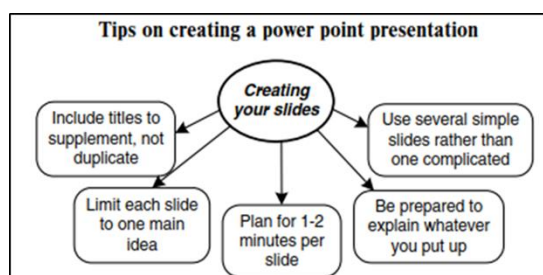 Tips on creating a power point presentation
Creating
your slides
Include titles to
supplement, not
duplicate
Use several simple
slides rather than
one complicated
Limit each slide
to one main
idea
Plan for 1-2
minutes per
slide
Be prepared to
explain whatever
you put up